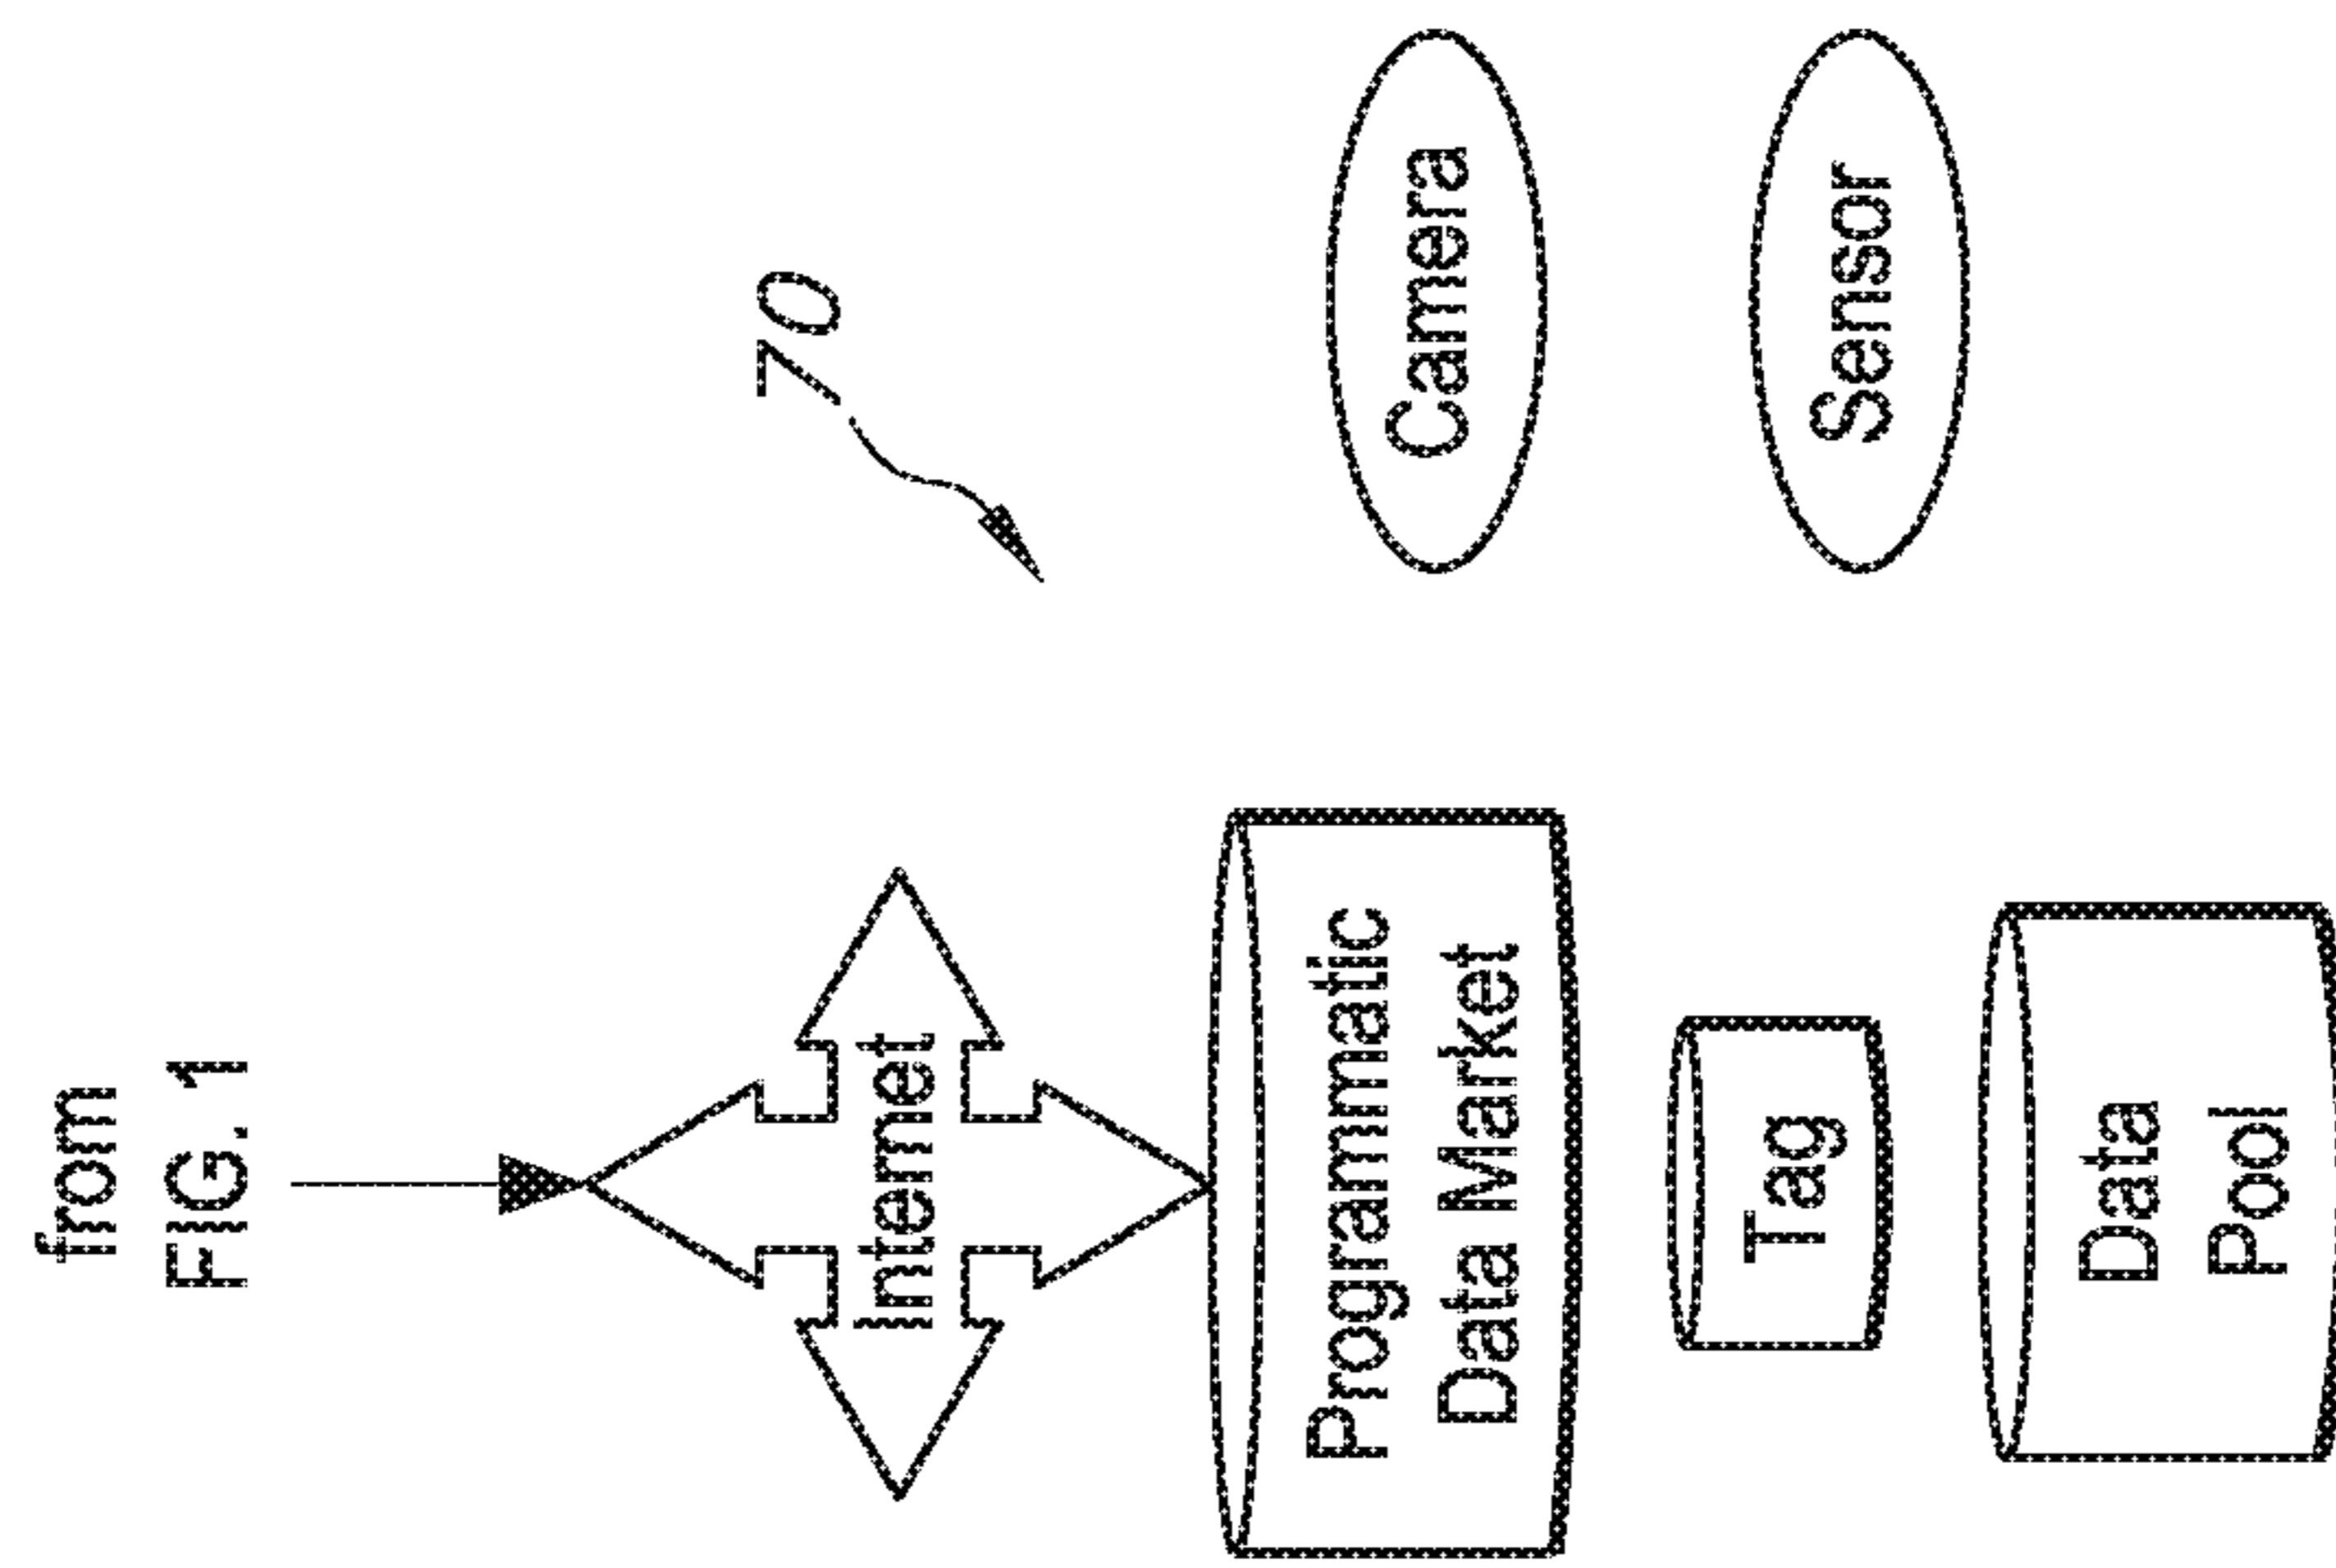 from
FIG. 1
70
Internet
Programmatic
Data Market
Camera
Tag
Sensor
Data
Pool